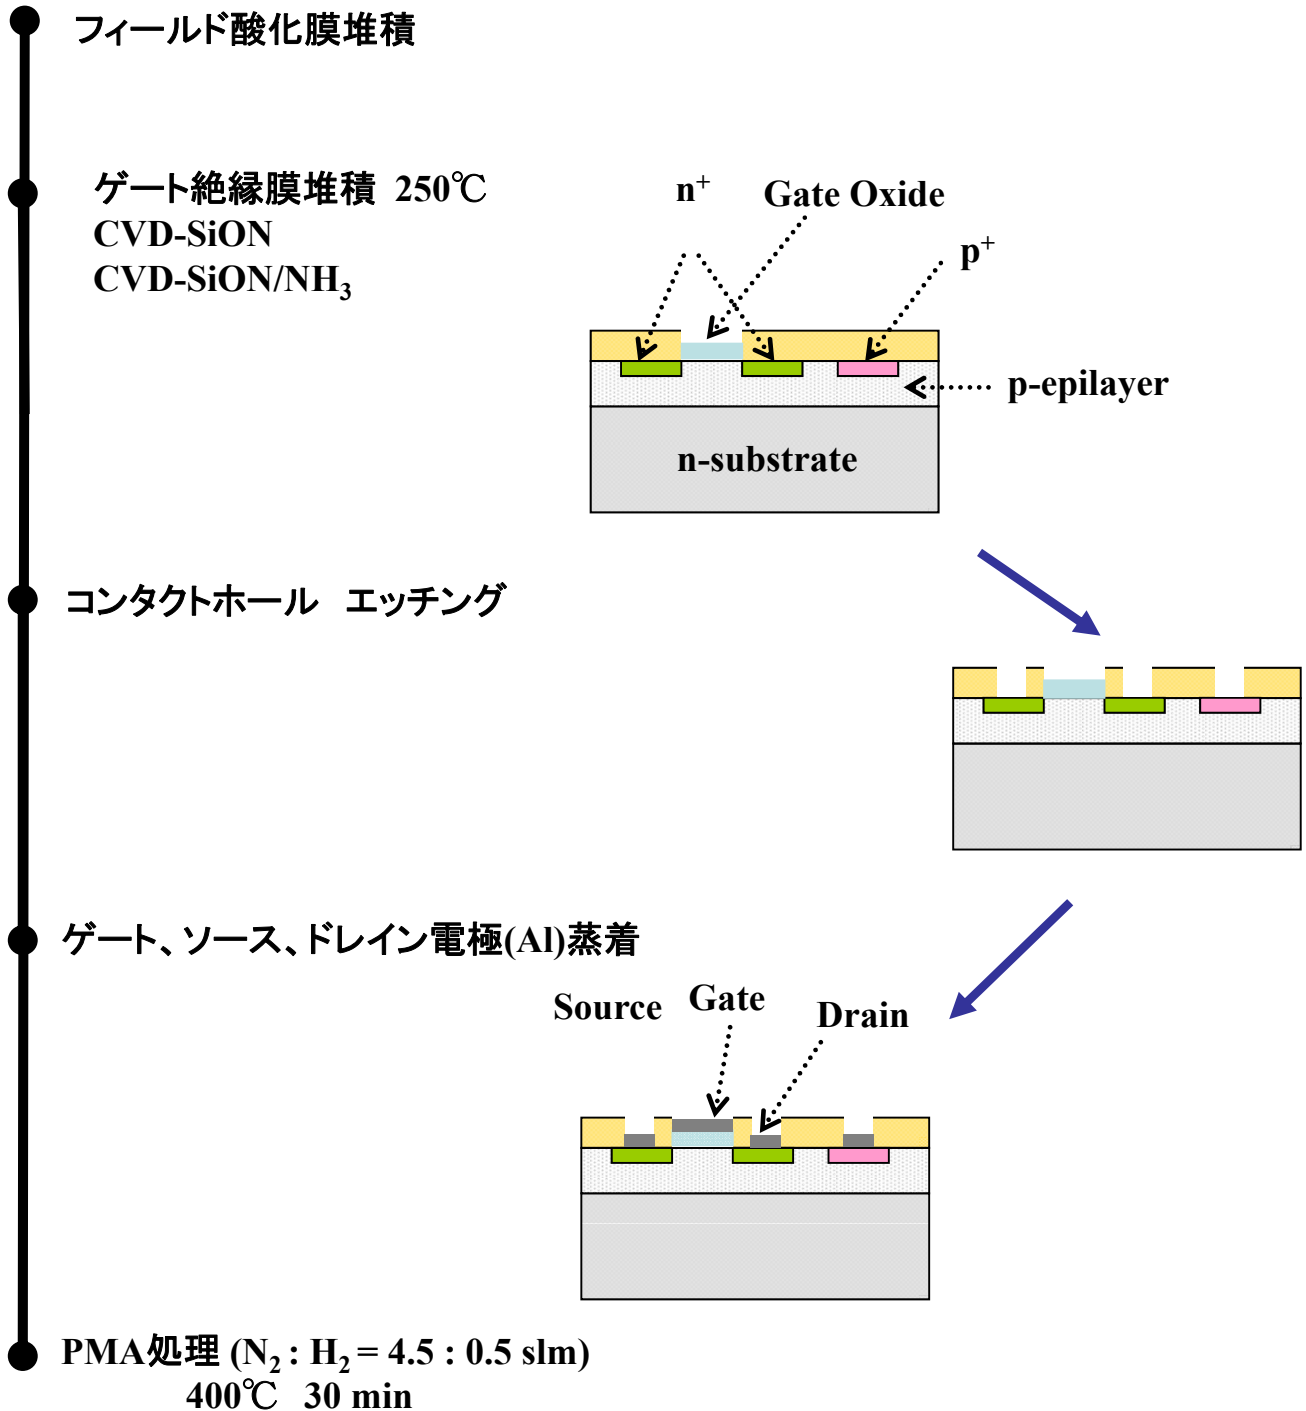 フィールド酸化膜堆積
ゲート絶縁膜堆積 250℃
CVD-SiON
CVD-SiON/NH₃
n⁺
Gate Oxide
p⁺
p-epilayer
n-substrate
コンタクトホール　エッチング
ゲート、ソース、ドレイン電極(Al)蒸着
Source
Gate
Drain
PMA処理 (N₂ : H₂ = 4.5 : 0.5 slm)
400℃ 30 min